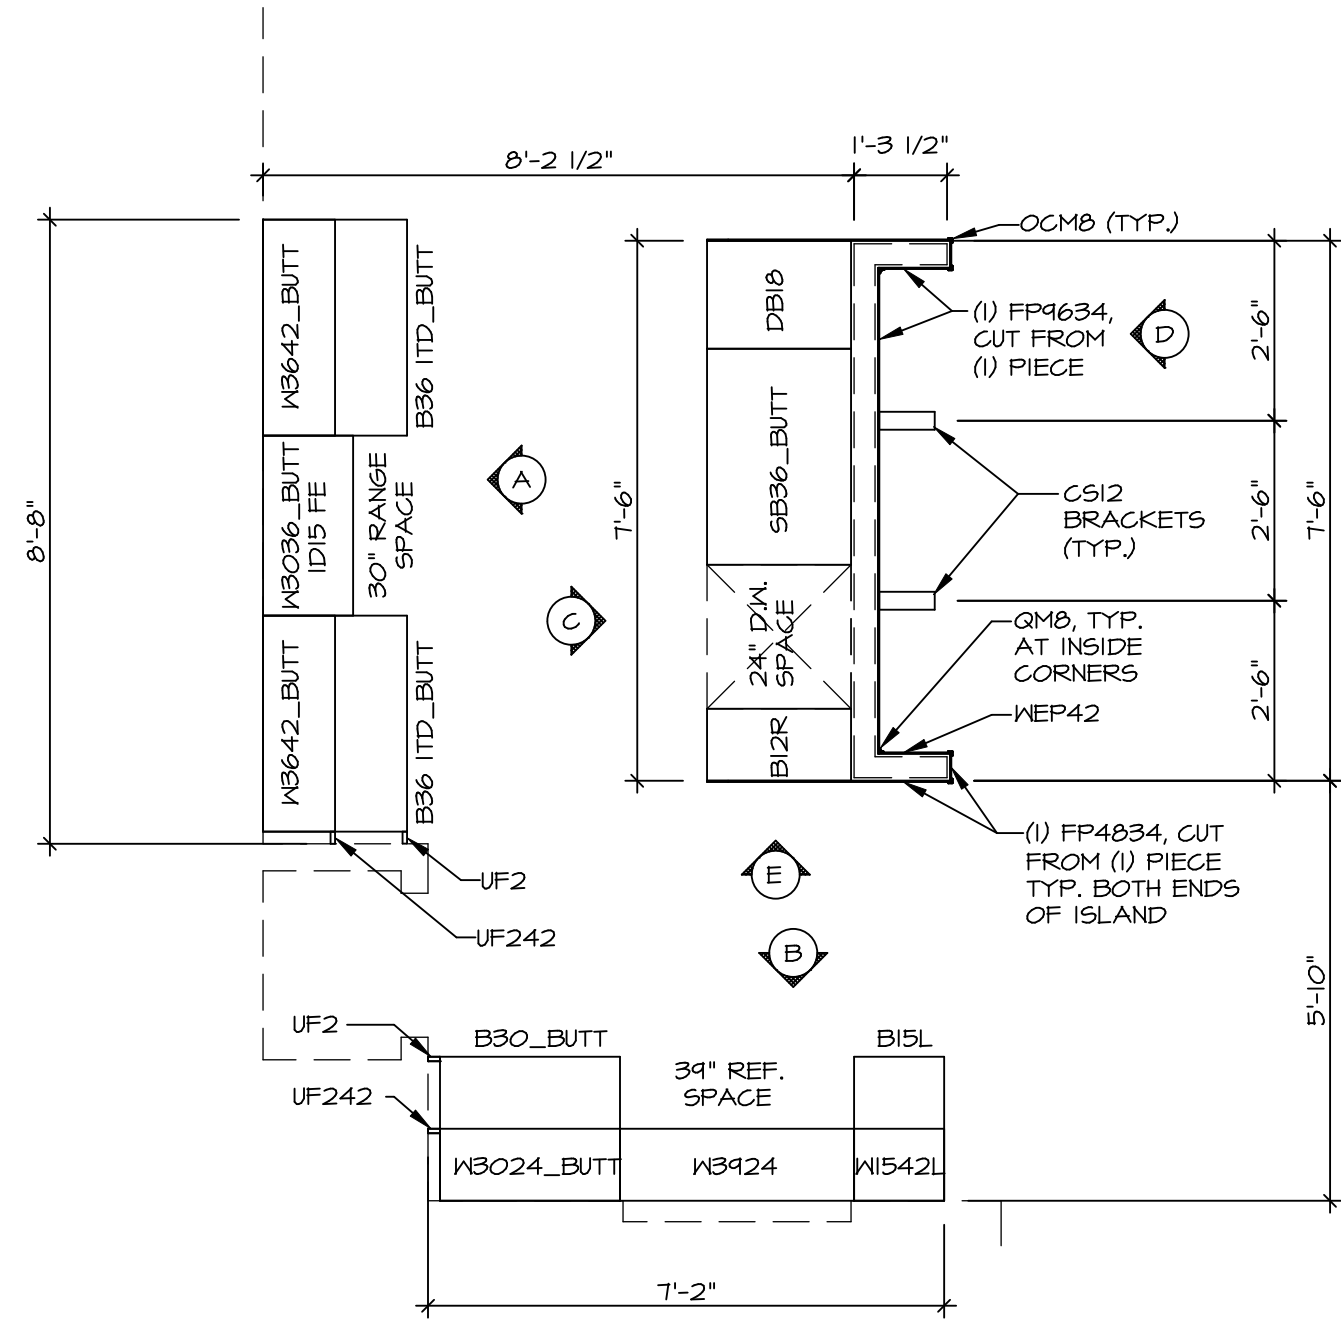 8'-2 1/2"
1'-3 1/2"
OCM8 (TYP.)
W3642_BUTT
B36 1TD_BUTT
DB18
(1) FP9634,
CUT FROM
(1) PIECE
D
2'-6"
8'-8"
W3036_BUTT
ID15 FE
30" RANGE
SPACE
A
7'-6"
SB36_BUTT
CS12
BRACKETS
(TYP.)
2'-6"
7'-6"
C
24" D.W.
SPACE
QM8, TYP.
AT INSIDE
CORNERS
2'-6"
W3642_BUTT
B36 1TD_BUTT
B12R
WEP42
(1) FP4834, CUT
FROM (1) PIECE
TYP. BOTH ENDS
OF ISLAND
UF2
UF242
E
B
5'-10"
UF2
B30_BUTT
B15L
39" REF.
SPACE
UF242
W3024_BUTT
W3924
W1542L
7'-2"